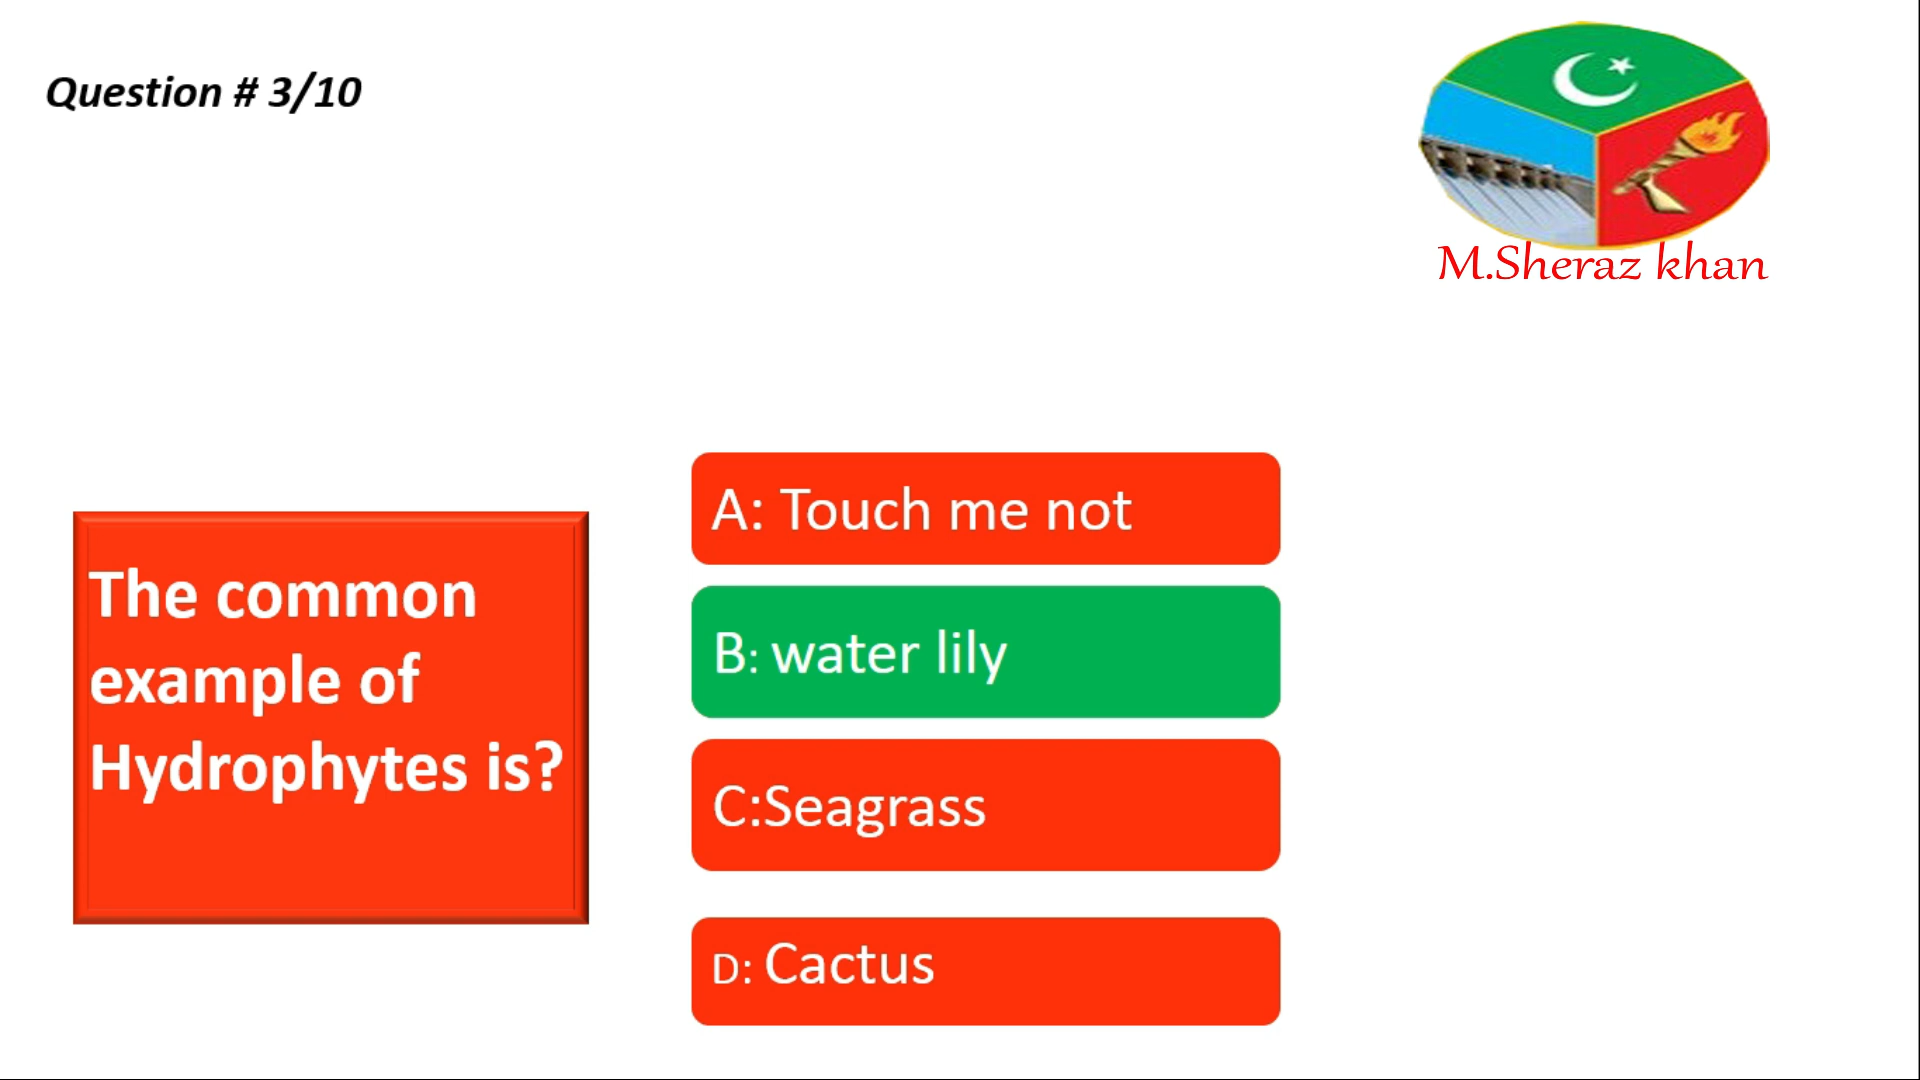 Question # 3/10
M.Sheraz khan
The common
example of
Hydrophytes is?
A: Touch me not
B: water lily
C:Seagrass
D: Cactus